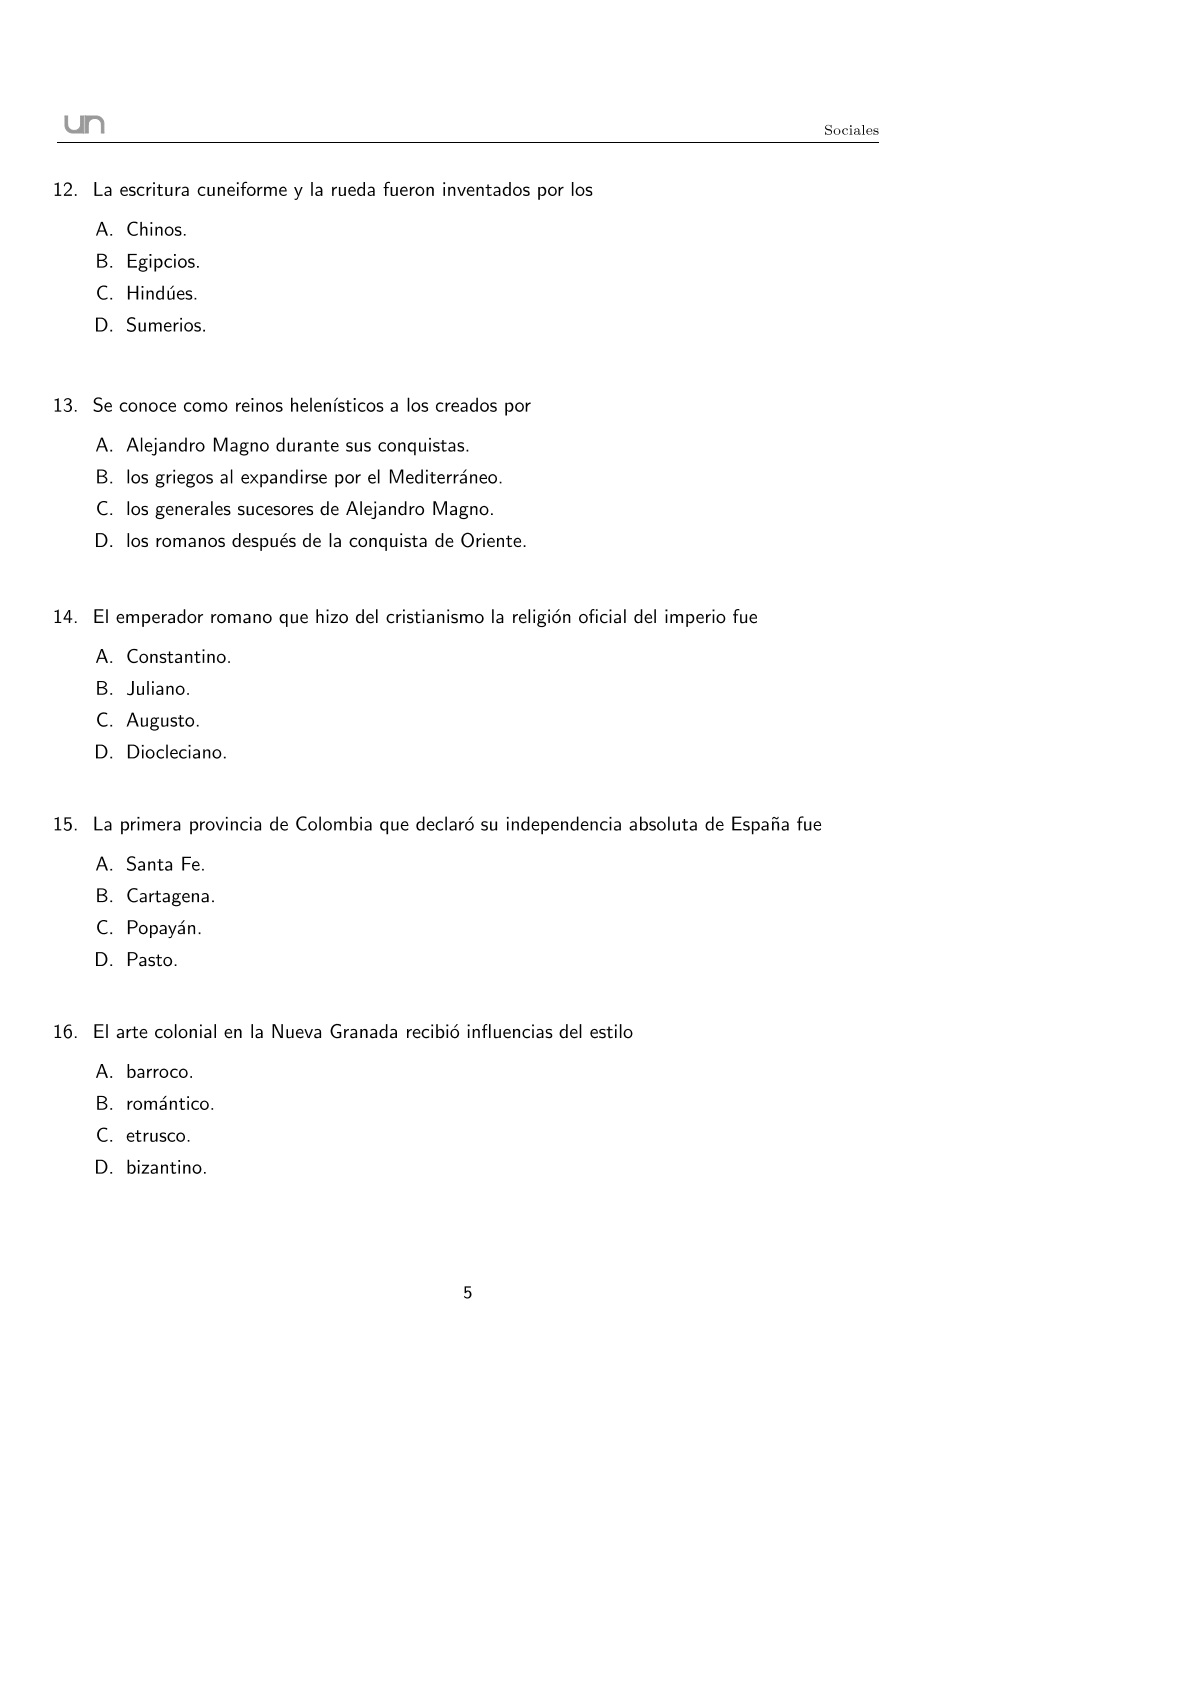 un
Sociales
12. La escritura cuneiforme y la rueda fueron inventados por los
A. Chinos.
B. Egipcios.
C. Hindúes.
D. Sumerios.
13. Se conoce como reinos helenísticos a los creados por
A. Alejandro Magno durante sus conquistas.
B. los griegos al expandirse por el Mediterráneo.
C. los generales sucesores de Alejandro Magno.
D. los romanos después de la conquista de Oriente.
14. El emperador romano que hizo del cristianismo la religión oficial del imperio fue
A. Constantino.
B. Juliano.
C. Augusto.
D. Diocleciano.
15. La primera provincia de Colombia que declaró su independencia absoluta de España fue
A. Santa Fe.
B. Cartagena.
C. Popayán.
D. Pasto.
16. El arte colonial en la Nueva Granada recibió influencias del estilo
A. barroco.
B. romántico.
C. etrusco.
D. bizantino.
5